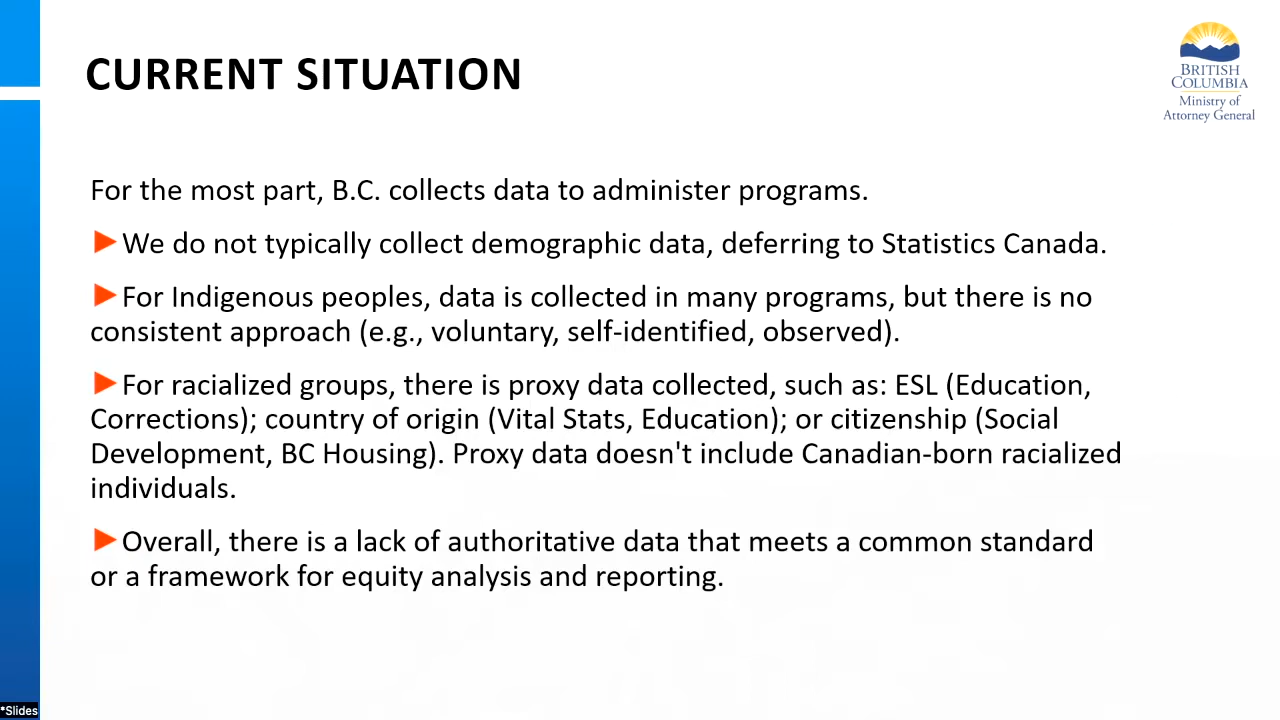 CURRENT SITUATION
BRITISH
COLUMBIA
Ministry of
Attorney General
For the most part, B.C. collects data to administer programs.
We do not typically collect demographic data, deferring to Statistics Canada.
For Indigenous peoples, data is collected in many programs, but there is no
consistent approach (e.g., voluntary, self-identified, observed).
For racialized groups, there is proxy data collected, such as: ESL (Education,
Corrections); country of origin (Vital Stats, Education); or citizenship (Social
Development, BC Housing). Proxy data doesn't include Canadian-born racialized
individuals.
Overall, there is a lack of authoritative data that meets a common standard
or a framework for equity analysis and reporting.
*Slides